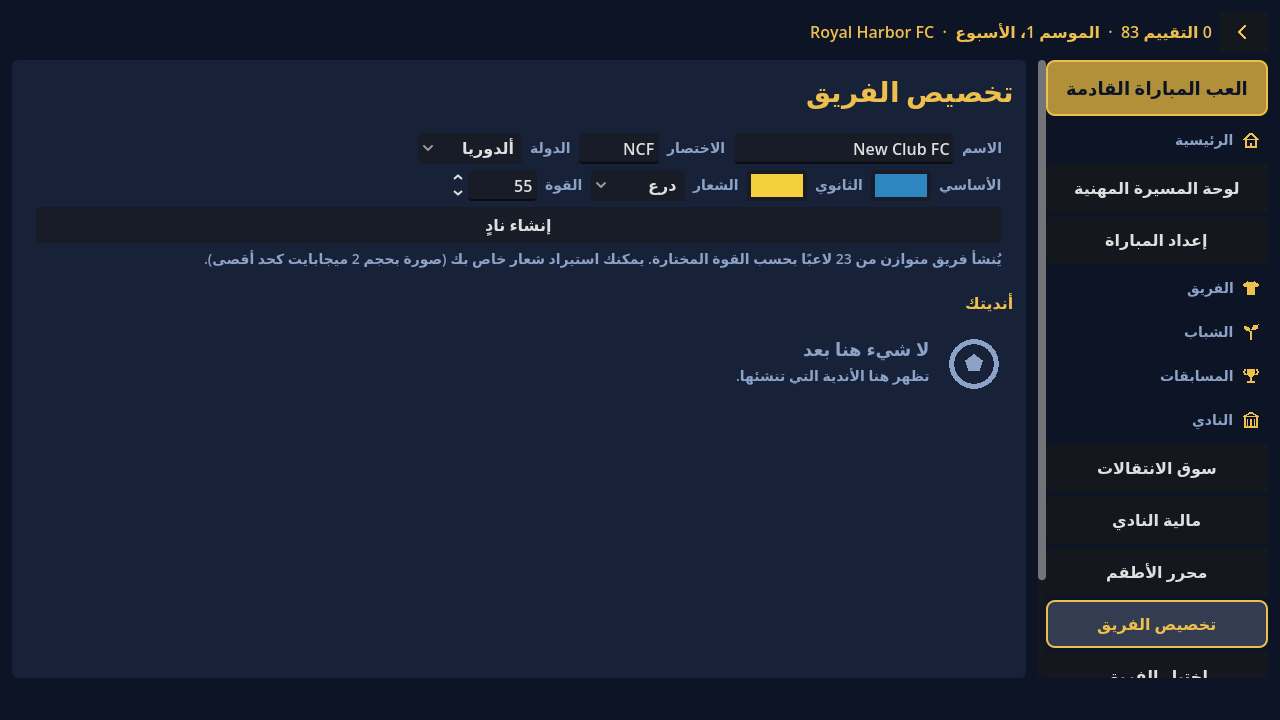 Royal Harbor FC · الموسم 1، الأسبوع · 83 التقييم 0
العب المباراة القادمة
الرئيسية
لوحة المسيرة المهنية
إعداد المباراة
الفريق
الشباب
المسابقات
النادي
سوق الانتقالات
مالية النادي
محرر الأطقم
تخصيص الفريق
تخصيص الفريق
الاسم New Club FC الاختصار NCF الدولة ألدوريا
الأساسي الثانوي الشعار درع القوة 55
إنشاء نادٍ
يُنشأ فريق متوازن من 23 لاعبًا بحسب القوة المختارة. يمكنك استيراد شعار خاص بك (صورة بحجم 2 ميجابايت كحد أقصى).
أنديتك
لا شيء هنا بعد
تظهر هنا الأندية التي تنشئها.